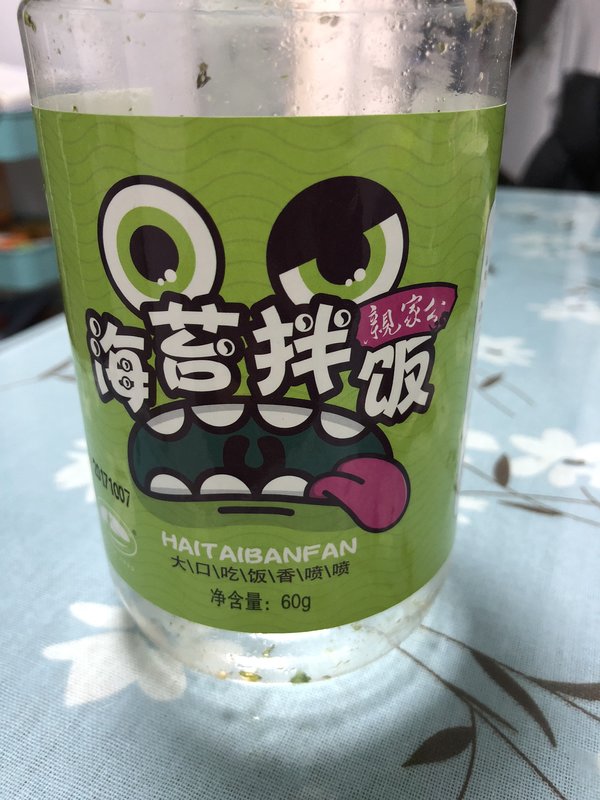 親家公
海苔拌饭
20171007
HAITAIBANFAN
大\口\吃\饭\香\喷\喷
净含量：60g